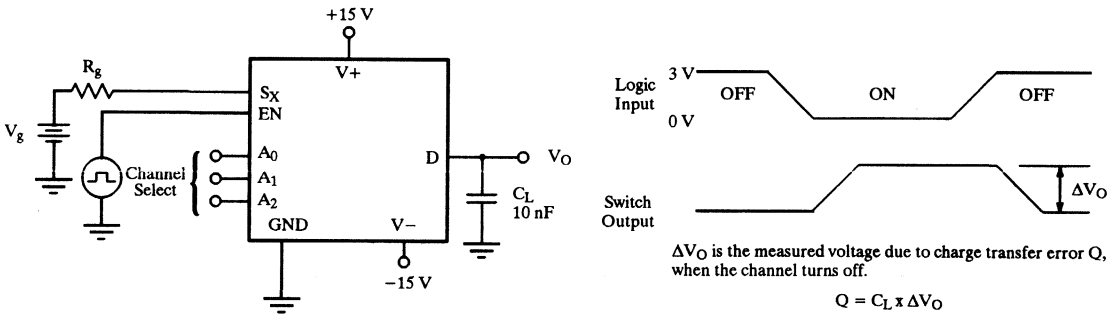 +15 V
Rg
V+
SX
EN
Vg
A0
Channel
Select
A1
A2
D
VO
CL
10 nF
GND
V−
−15 V
Logic
Input
3 V
0 V
OFF
ON
OFF
Switch
Output
ΔVO
ΔVO is the measured voltage due to charge transfer error Q,
when the channel turns off.
Q = CL x ΔVO